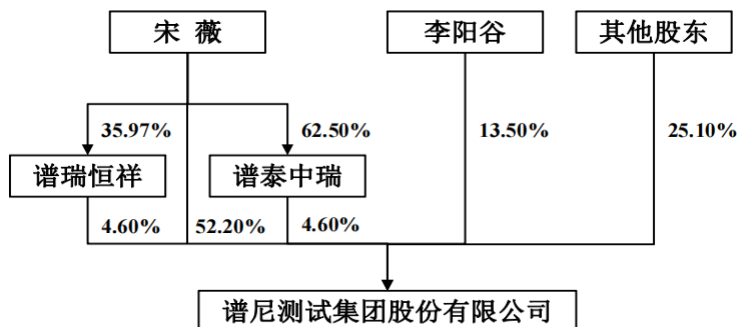 宋 薇
李阳谷
其他股东
35.97%
62.50%
13.50%
25.10%
谱瑞恒祥
谱泰中瑞
4.60%
52.20%
4.60%
谱尼测试集团股份有限公司